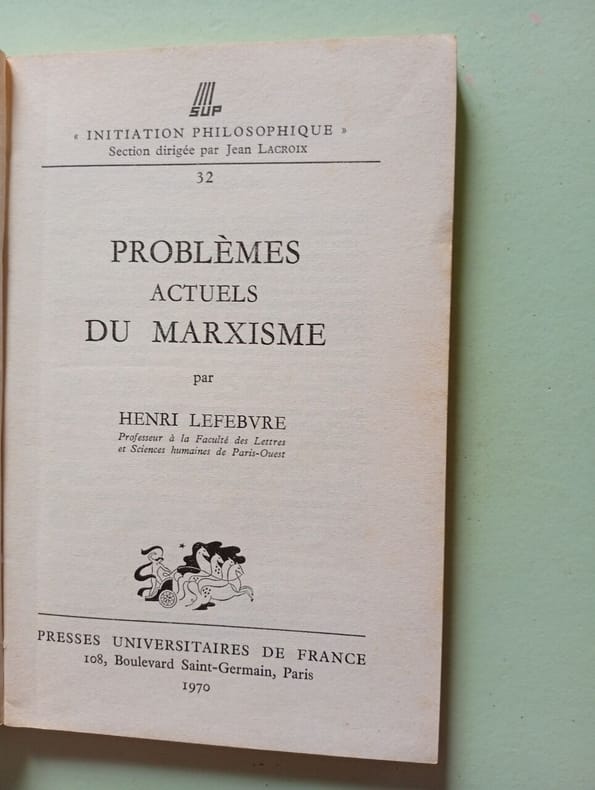 SUP
« INITIATION PHILOSOPHIQUE »
Section dirigée par Jean LACROIX
32
PROBLÈMES
ACTUELS
DU MARXISME
par
HENRI LEFEBVRE
Professeur à la Faculté des Lettres
et Sciences humaines de Paris-Ouest
PRESSES UNIVERSITAIRES DE FRANCE
108, Boulevard Saint-Germain, Paris
1970